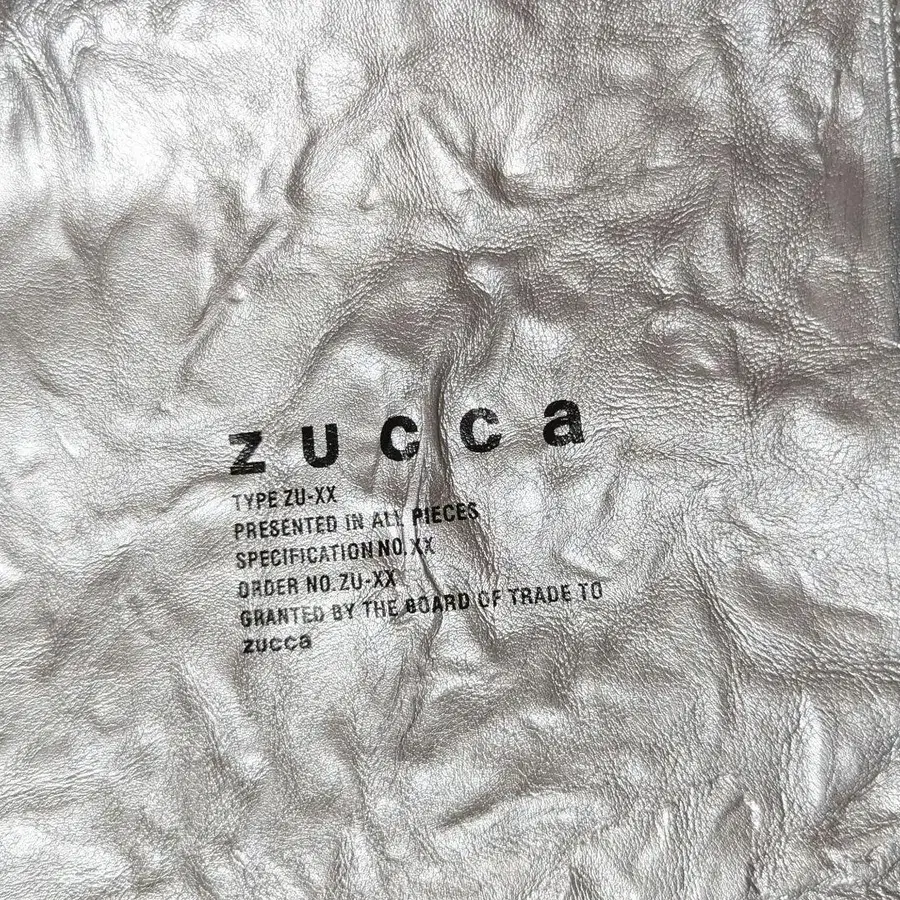 zucca
TYPE ZU-XX
PRESENTED IN ALL PIECES
SPECIFICATION NO. XX
ORDER NO. ZU-XX
GRANTED BY THE BOARD OF TRADE TO
zucca